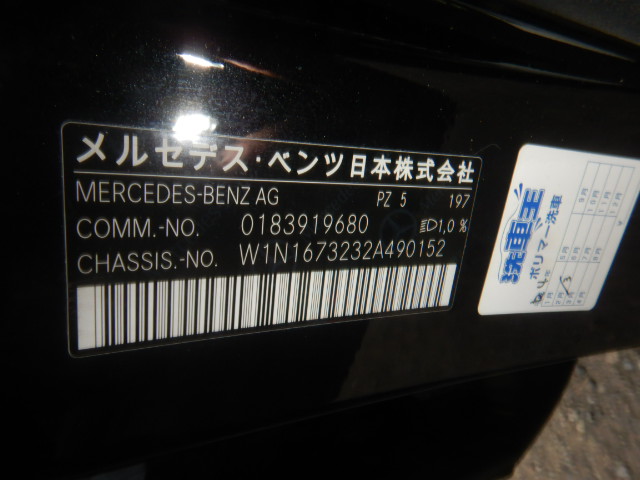 メルセデス・ベンツ日本株式会社
MERCEDES-BENZ AG PZ 5 197
COMM.-NO. 0183919680 1,0 %
CHASSIS.-NO. W1N1673232A490152
洗車王
ポリマー洗車